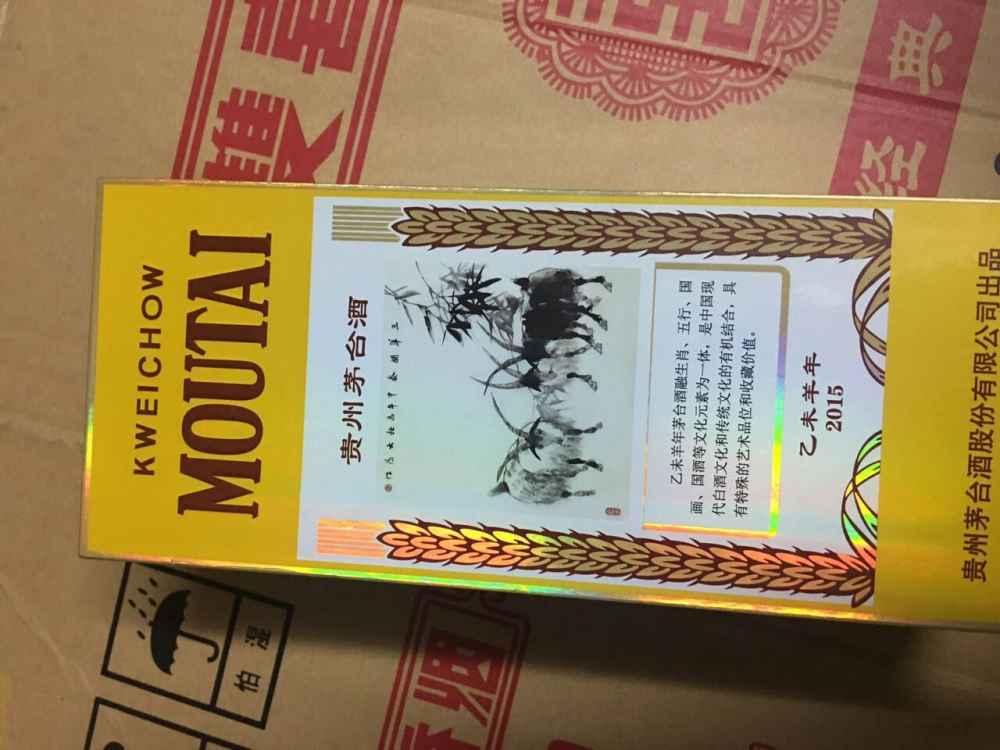 KWEICHOW
MOUTAI
贵州茅台酒
乙未羊年茅台酒融生肖、五行、国
画、国酒等文化元素为一体，是中国现
代白酒文化和传统文化的有机结合，具
有特殊的艺术品位和收藏价值。
乙未羊年
2015
贵州茅台酒股份有限公司出品
经典
怕湿